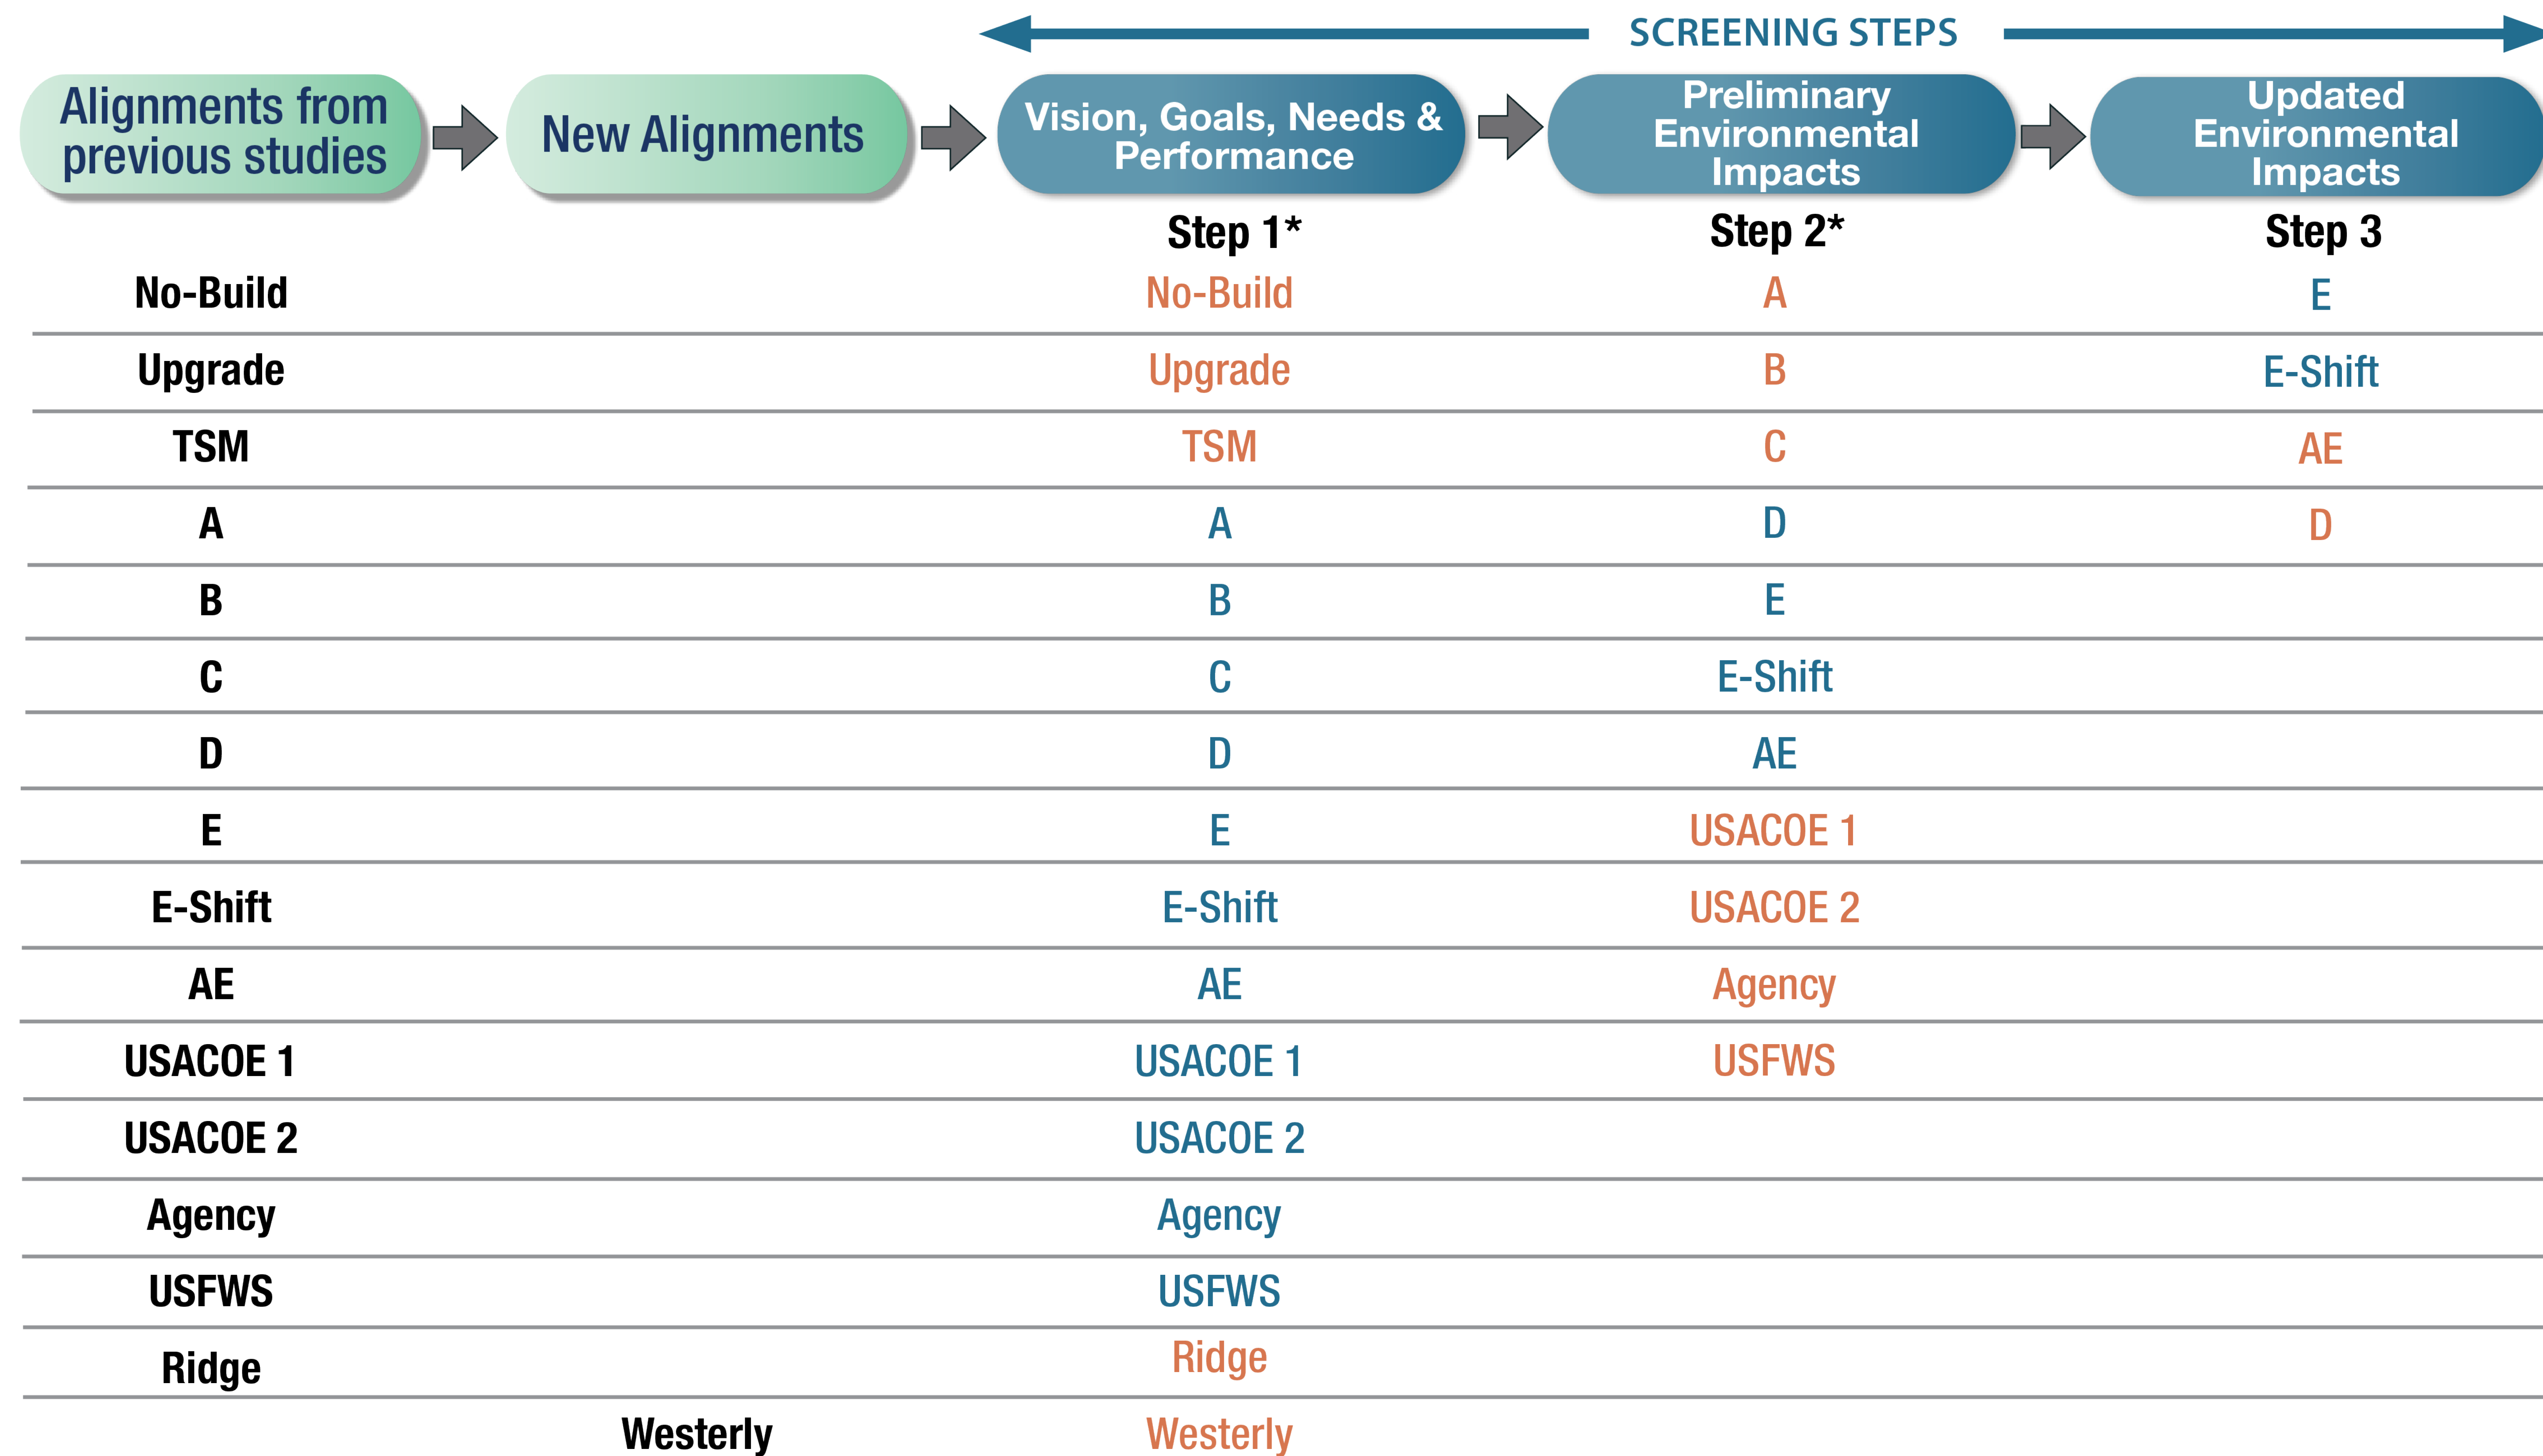 SCREENING STEPS
Alignments from
previous studies
New Alignments
Vision, Goals, Needs &
Performance
Preliminary
Environmental
Impacts
Updated
Environmental
Impacts
Step 1*
Step 2*
Step 3
No-Build No-Build A E
Upgrade Upgrade B E-Shift
TSM TSM C AE
A A D D
B B E
C C E-Shift
D D AE
E E USACOE 1
E-Shift E-Shift USACOE 2
AE AE Agency
USACOE 1 USACOE 1 USFWS
USACOE 2 USACOE 2
Agency Agency
USFWS USFWS
Ridge Ridge
Westerly Westerly